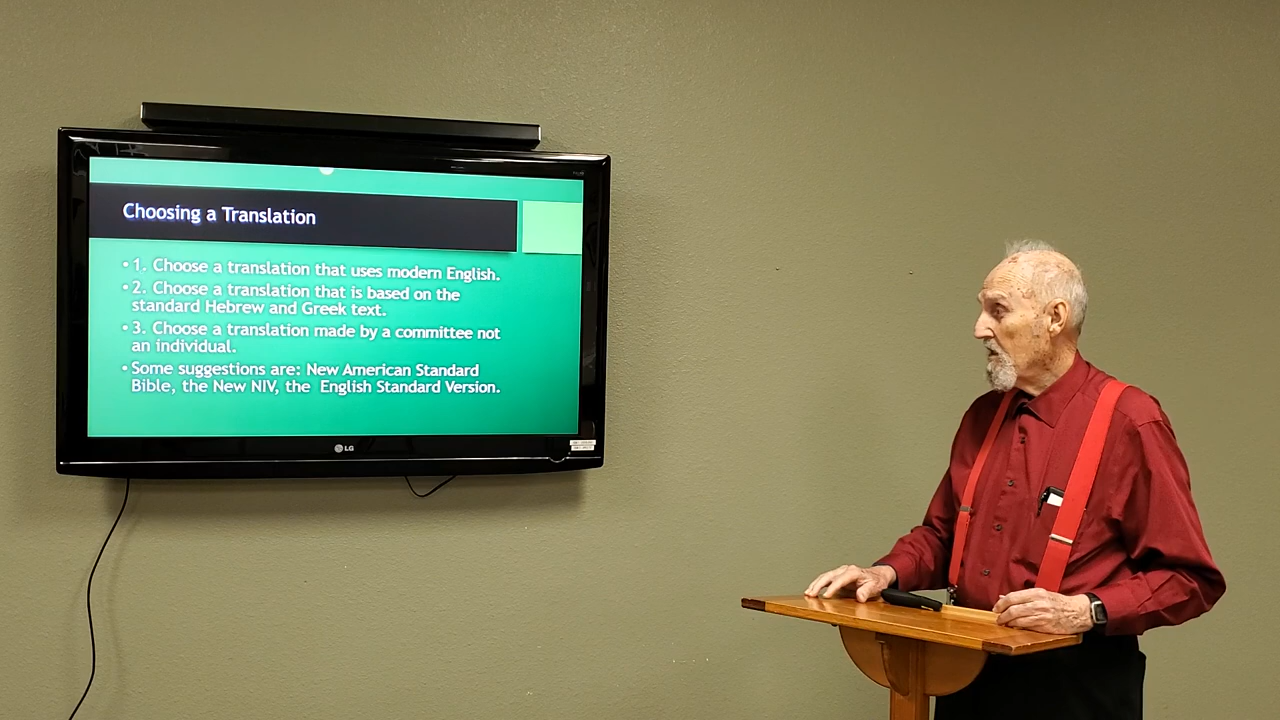 Choosing a Translation
• 1. Choose a translation that uses modern English.
• 2. Choose a translation that is based on the
standard Hebrew and Greek text.
• 3. Choose a translation made by a committee not
an individual.
• Some suggestions are: New American Standard
Bible, the New NIV, the English Standard Version.
LG